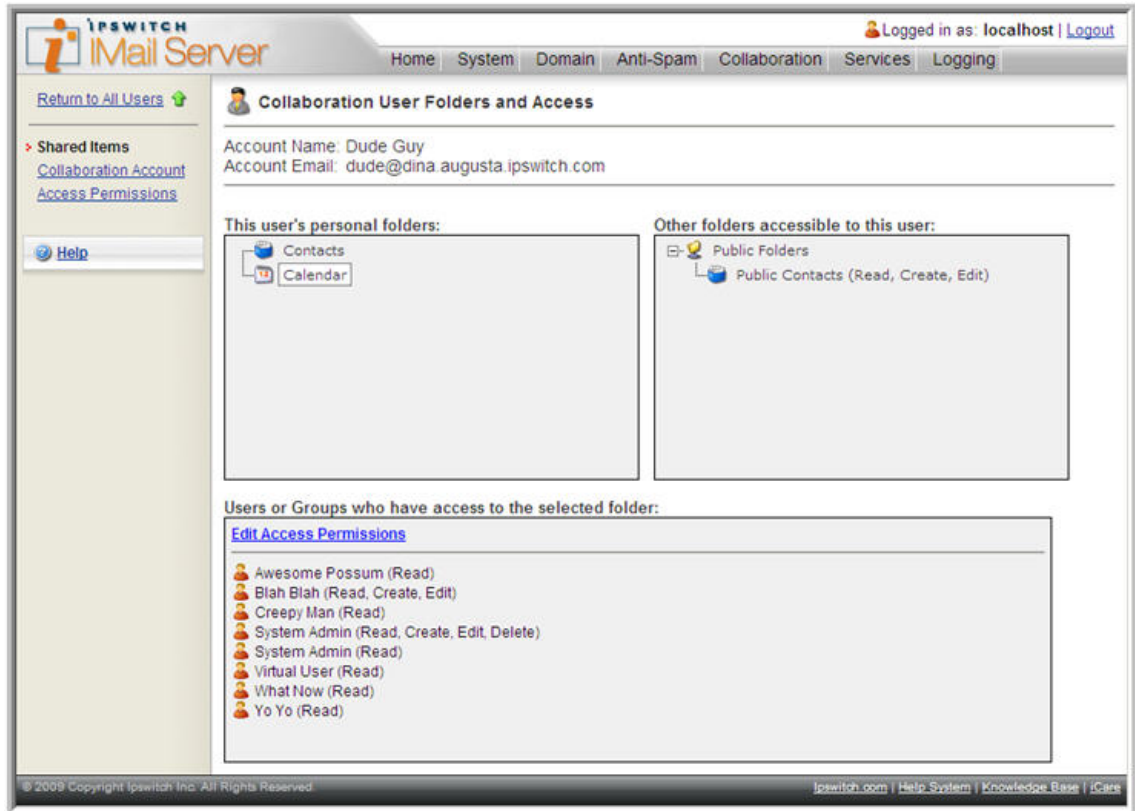 IPSWITCH
IMail Server
Logged in as: localhost | Logout
Home System Domain Anti-Spam Collaboration Services Logging
Return to All Users
Shared Items
Collaboration Account
Access Permissions
Help
Collaboration User Folders and Access
Account Name: Dude Guy
Account Email: dude@dina.augusta.ipswitch.com
This user's personal folders:
Contacts
Calendar
Other folders accessible to this user:
Public Folders
Public Contacts (Read, Create, Edit)
Users or Groups who have access to the selected folder:
Edit Access Permissions
Awesome Possum (Read)
Blah Blah (Read, Create, Edit)
Creepy Man (Read)
System Admin (Read, Create, Edit, Delete)
System Admin (Read)
Virtual User (Read)
What Now (Read)
Yo Yo (Read)
© 2009 Copyright Ipswitch Inc. All Rights Reserved.
Ipswitch.com | Help System | Knowledge Base | iCare